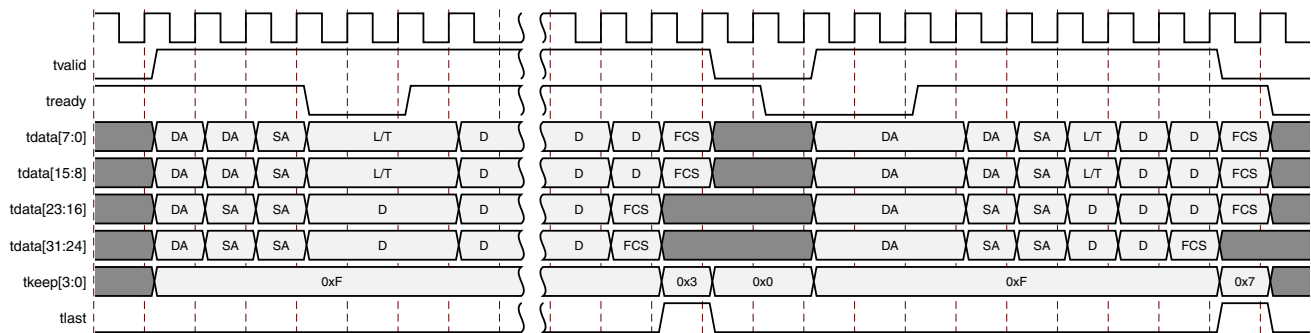 tvalid
tready
tdata[7:0] DA DA SA L/T D D D FCS DA DA SA L/T D D FCS
tdata[15:8] DA DA SA L/T D D D FCS DA DA SA L/T D D FCS
tdata[23:16] DA SA SA D D D FCS DA SA SA D D D FCS
tdata[31:24] DA SA SA D D D FCS DA SA SA D D FCS
tkeep[3:0] 0xF 0x3 0x0 0xF 0x7
tlast